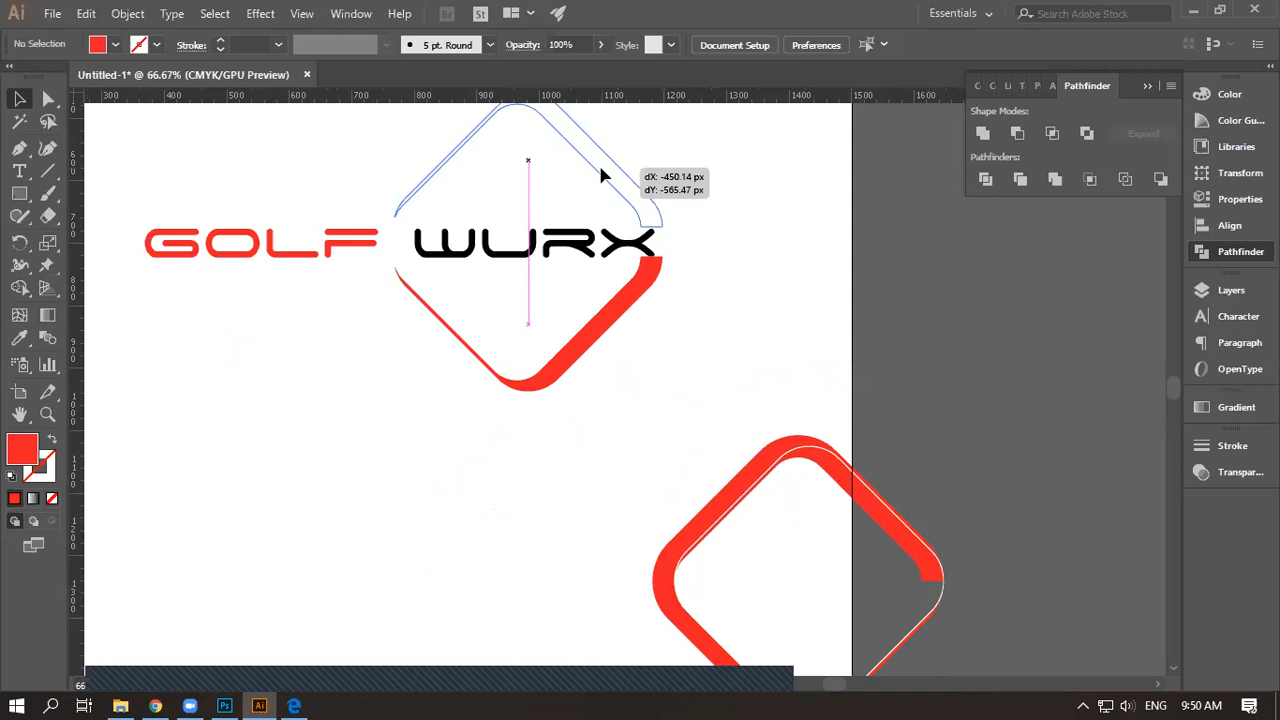 Ai File Edit Object Type Select Effect View Window Help Br St Essentials Search Adobe Stock
No Selection Stroke: 5 pt. Round Opacity: 100% Style: Document Setup Preferences
Untitled-1* @ 66.67% (CMYK/GPU Preview)
300 400 500 600 700 800 900 1000 1100 1200 1300 1400 1500 1600
Pathfinder
Shape Modes:
Expand
Pathfinders:
Color
Color Gu...
Libraries
Transform
Properties
Align
Pathfinder
Layers
Character
Paragraph
OpenType
Gradient
Stroke
Transpar...
dX: -450.14 px
dY: -565.47 px
GOLF WURX
66
9:50 AM